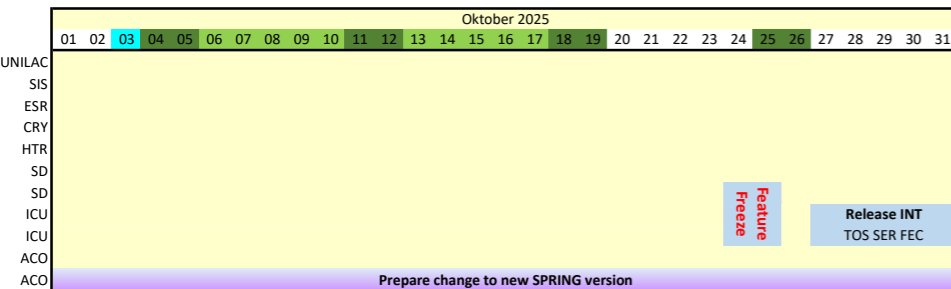 Oktober 2025
01 02 03 04 05 06 07 08 09 10 11 12 13 14 15 16 17 18 19 20 21 22 23 24 25 26 27 28 29 30 31
UNILAC
SIS
ESR
CRY
HTR
SD
SD
ICU
ICU
ACO
ACO
Feature
Freeze
Release INT
TOS SER FEC
Prepare change to new SPRING version